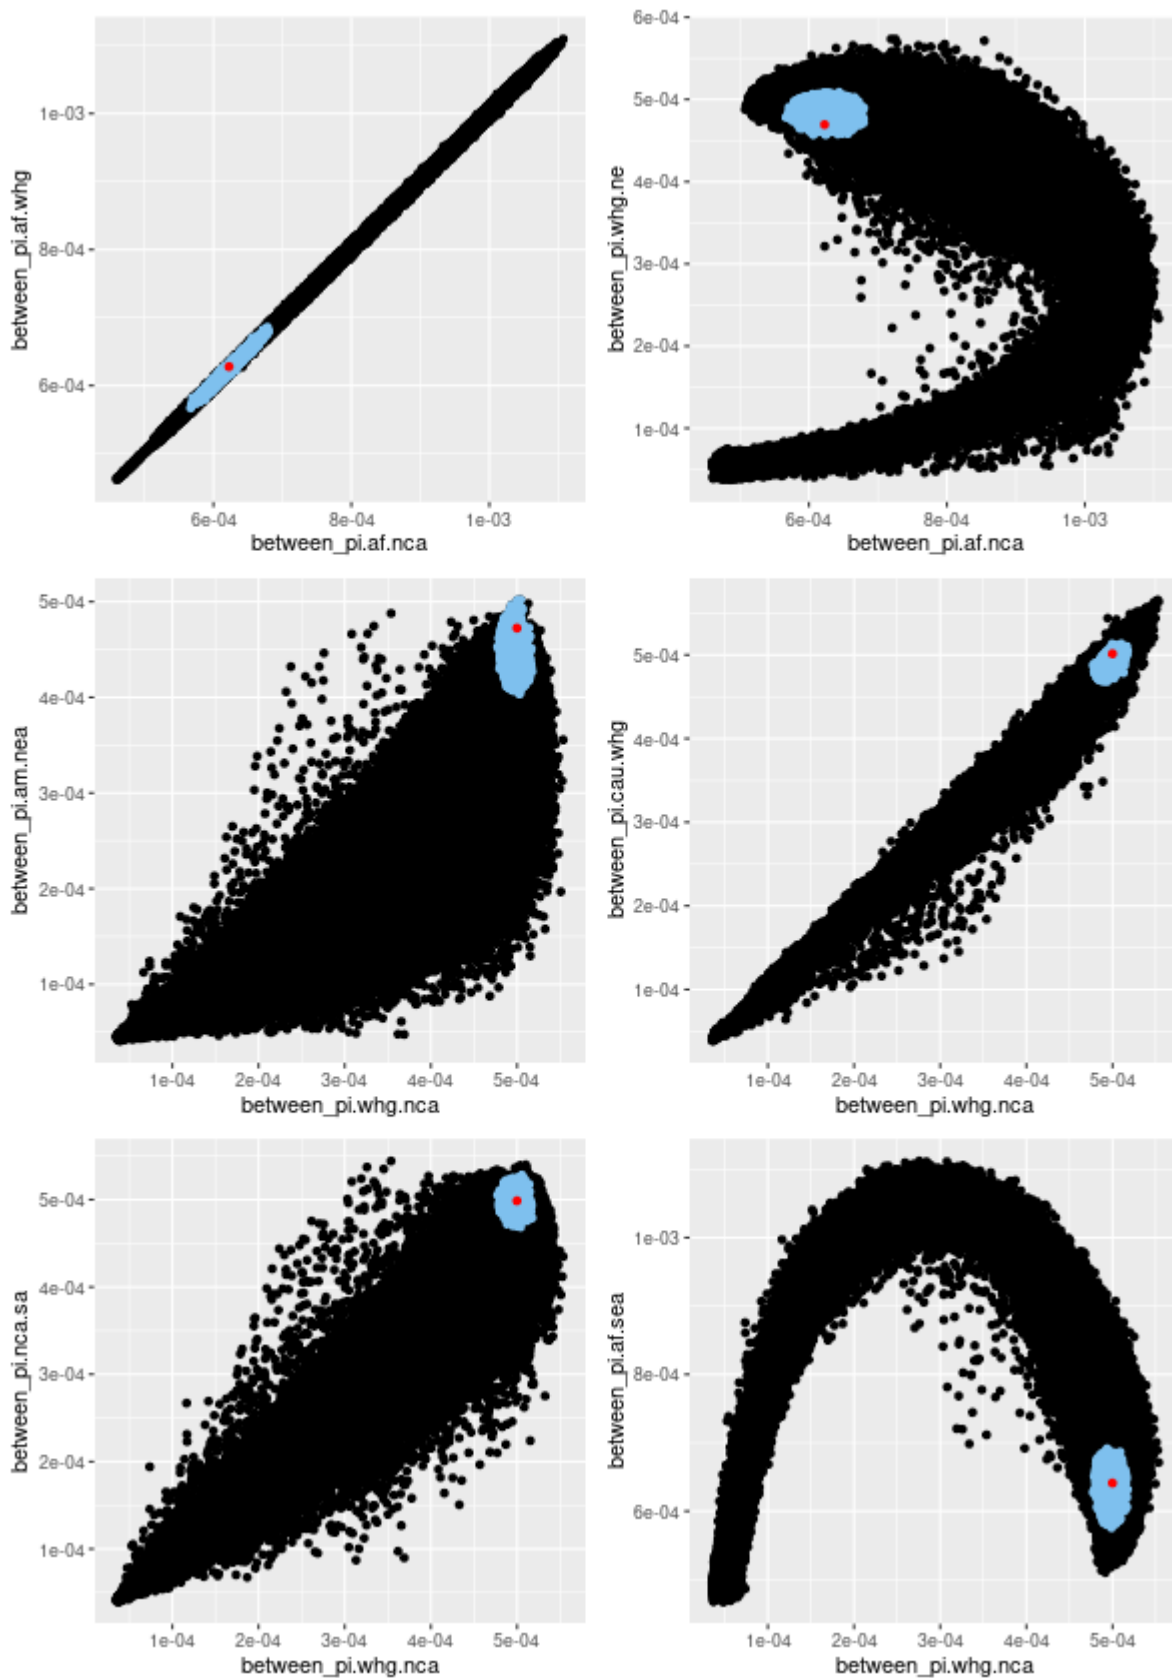 1e-03
8e-04
6e-04
between_pi.af.whg
6e-04 8e-04 1e-03
between_pi.af.nca
6e-04
5e-04
4e-04
3e-04
2e-04
1e-04
between_pi.whg.ne
6e-04 8e-04 1e-03
between_pi.af.nca
5e-04
4e-04
3e-04
2e-04
1e-04
between_pi.am.nea
1e-04 2e-04 3e-04 4e-04 5e-04
between_pi.whg.nca
5e-04
4e-04
3e-04
2e-04
1e-04
between_pi.cau.whg
1e-04 2e-04 3e-04 4e-04 5e-04
between_pi.whg.nca
5e-04
4e-04
3e-04
2e-04
1e-04
between_pi.nca.sa
1e-04 2e-04 3e-04 4e-04 5e-04
between_pi.whg.nca
1e-03
8e-04
6e-04
between_pi.af.sea
1e-04 2e-04 3e-04 4e-04 5e-04
between_pi.whg.nca